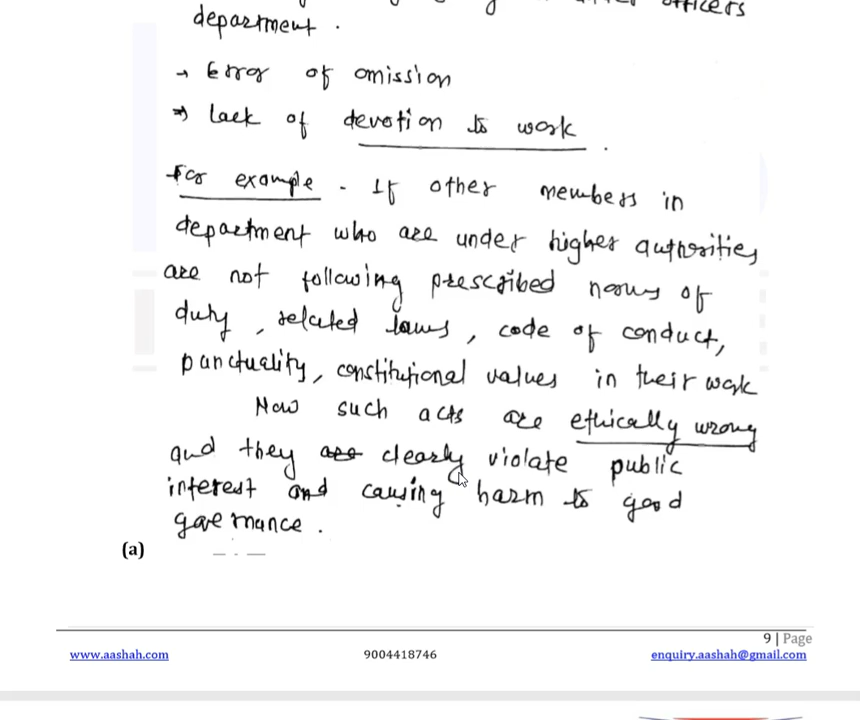 officers
department .
→ Error of omission
⇒ lack of devotion to work .
For example - If other members in
department who are under higher authorities
are not following prescribed norms of
duty , related laws , code of conduct,
punctuality, constitutional values in their work
Now such acts are ethically wrong
and they are clearly violate public
interest and causing harm to good
governance .
(a)
9 | Page
www.aashah.com 9004418746 enquiry.aashah@gmail.com